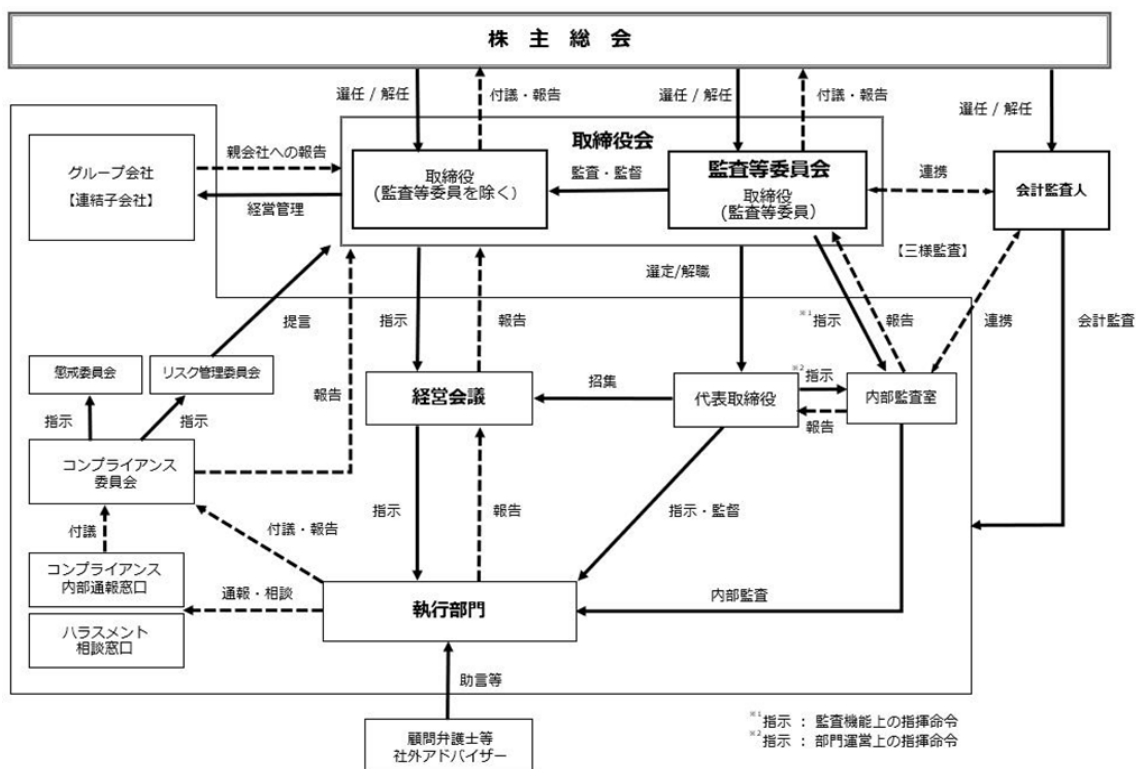 株 主 総 会
選任 / 解任
付議・報告
選任 / 解任
付議・報告
選任 / 解任
グループ会社
【連結子会社】
親会社への報告
経営管理
取締役会
取締役
(監査等委員を除く)
監査・監督
監査等委員会
取締役
(監査等委員)
連携
会計監査人
【三様監査】
選定/解職
提言
指示
報告
※1指示
報告
連携
会計監査
懲戒委員会
リスク管理委員会
報告
経営会議
招集
代表取締役
※2指示
報告
内部監査室
指示
指示
コンプライアンス
委員会
指示
報告
指示・監督
付議
付議・報告
コンプライアンス
内部通報窓口
通報・相談
執行部門
内部監査
ハラスメント
相談窓口
助言等
顧問弁護士等
社外アドバイザー
※1指示 : 監査機能上の指揮命令
※2指示 : 部門運営上の指揮命令